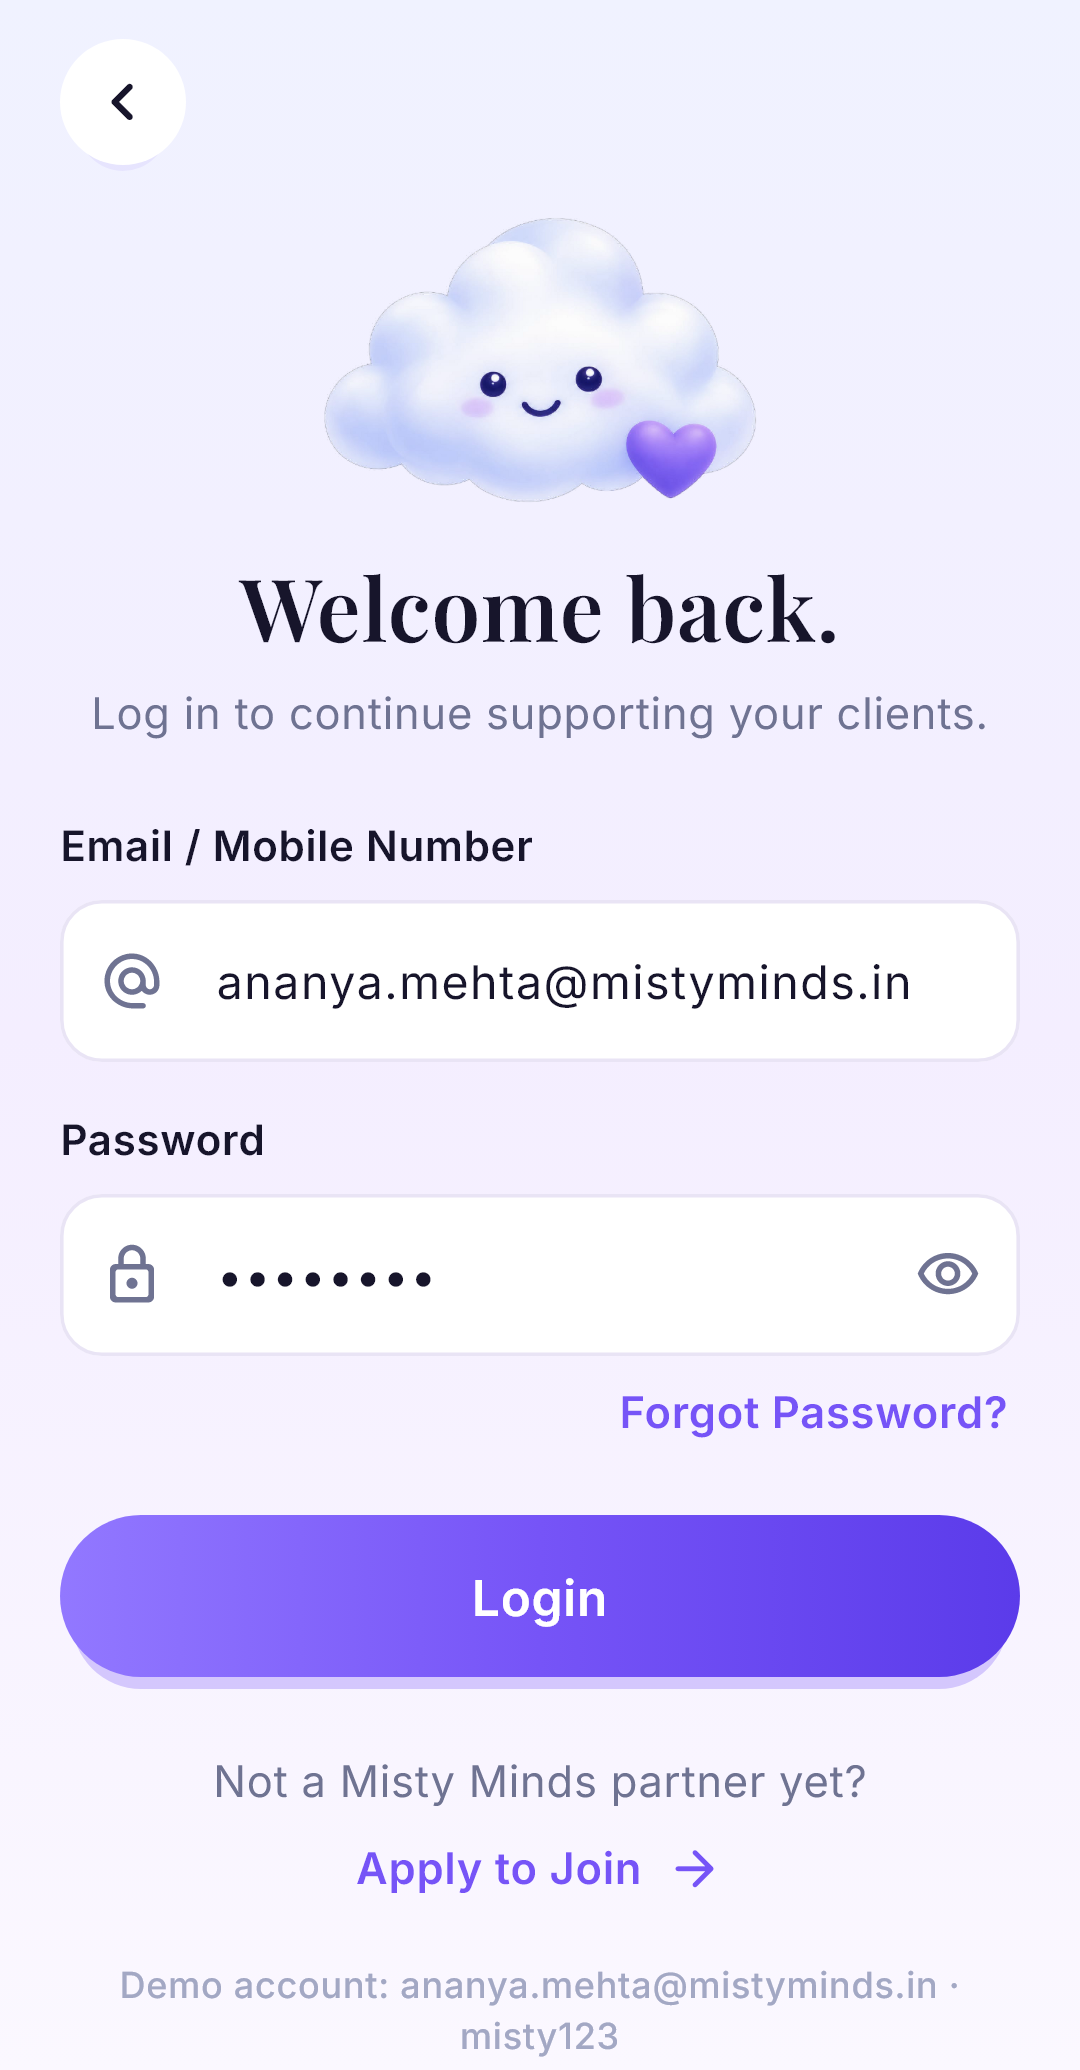 Welcome back.
Log in to continue supporting your clients.
Email / Mobile Number
ananya.mehta@mistyminds.in
Password
••••••••
Forgot Password?
Login
Not a Misty Minds partner yet?
Apply to Join →
Demo account: ananya.mehta@mistyminds.in ·
misty123